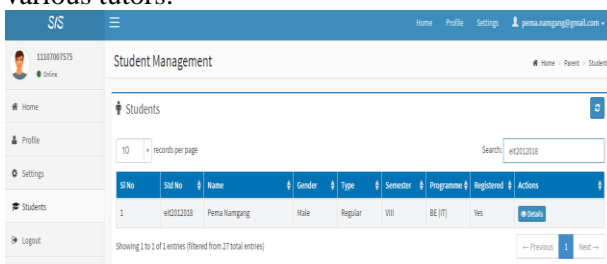 various tutors.
SIS
Home Profile Settings pema.namgang@gmail.com
11107007575
Online
Student Management
Home > Parent > Student
Home
Profile
Settings
Students
Logout
Students
10 records per page
Search: eit2012018
Sl No Std No Name Gender Type Semester Programme Registered Actions
1 eit2012018 Pema Namgang Male Regular VIII BE (IT) Yes Details
Showing 1 to 1 of 1 entries (filtered from 27 total entries)
← Previous 1 Next →